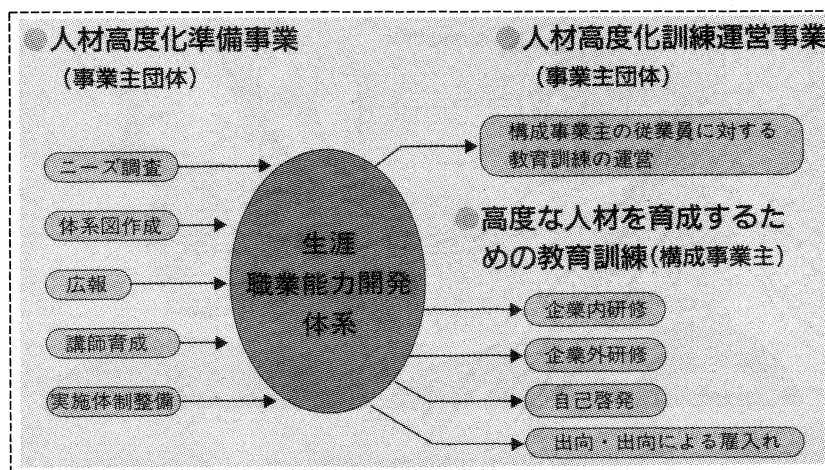 人材高度化準備事業
(事業主団体)
ニーズ調査
体系図作成
広報
講師育成
実施体制整備
生涯
職業能力開発
体系
人材高度化訓練運営事業
(事業主団体)
構成事業主の従業員に対する
教育訓練の運営
高度な人材を育成するた
めの教育訓練(構成事業主)
企業内研修
企業外研修
自己啓発
出向・出向による雇入れ